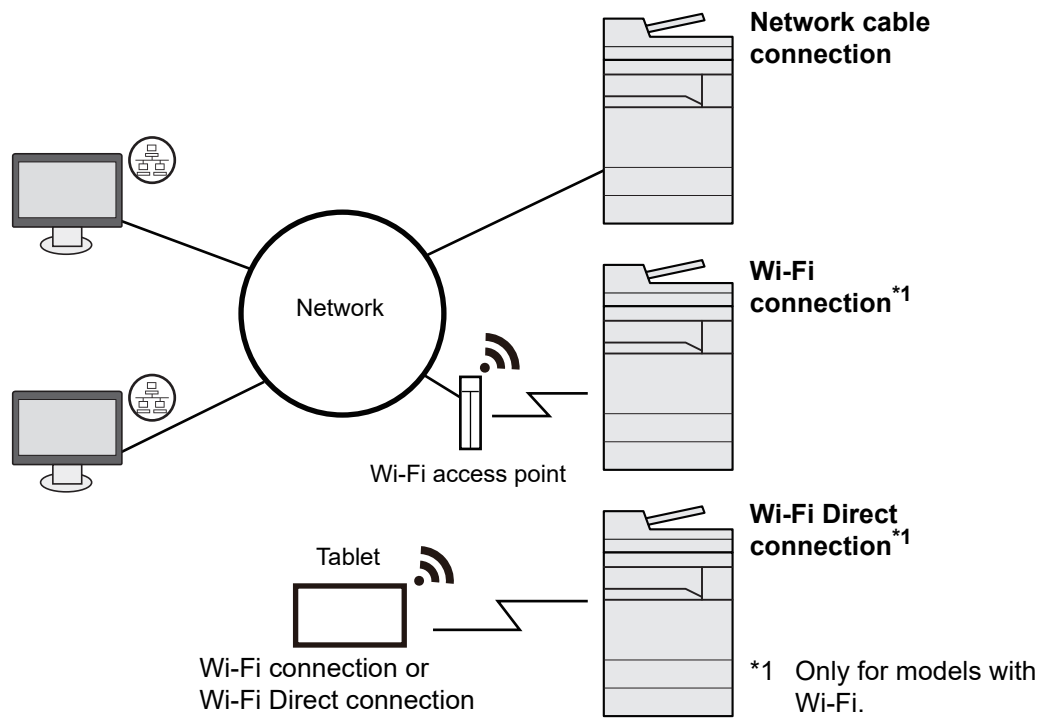 Network cable
connection
Network
Wi-Fi
connection*1
Wi-Fi access point
Wi-Fi Direct
connection*1
Tablet
Wi-Fi connection or
Wi-Fi Direct connection
*1 Only for models with
Wi-Fi.